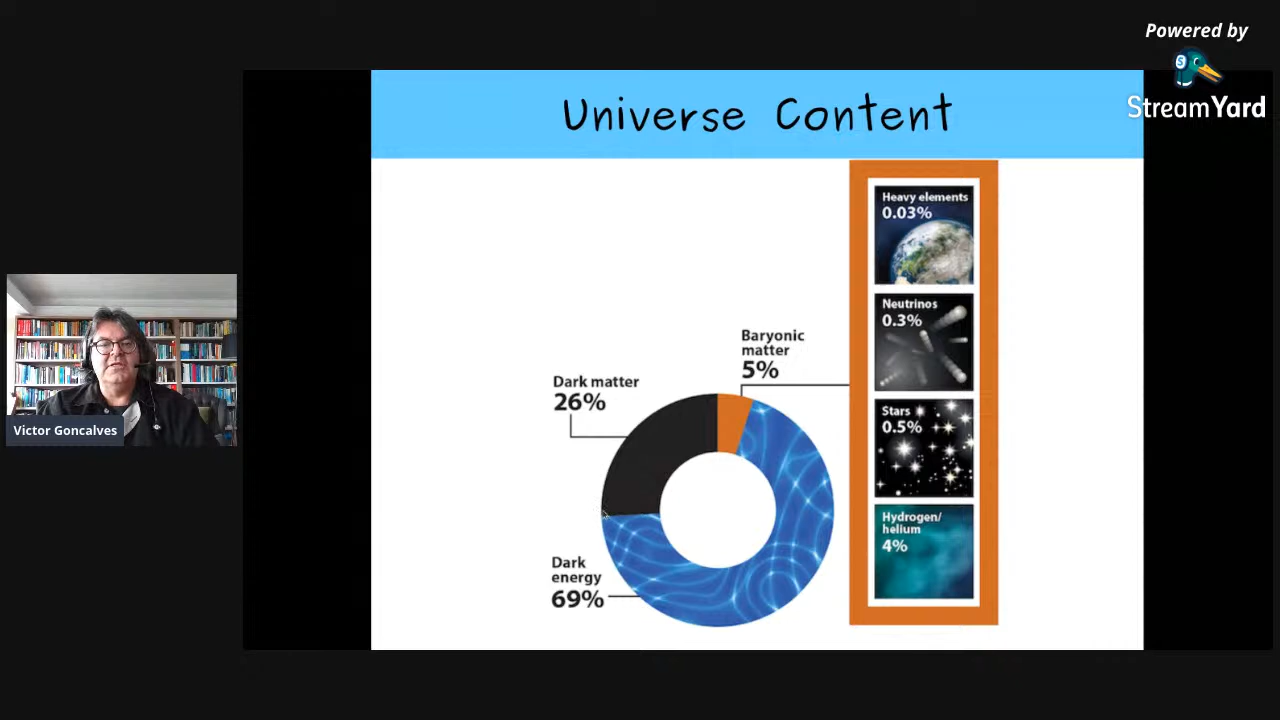 Powered by
StreamYard
Universe Content
Heavy elements
0.03%
Neutrinos
0.3%
Stars
0.5%
Hydrogen/
helium
4%
Baryonic
matter
5%
Dark matter
26%
Dark
energy
69%
Victor Goncalves